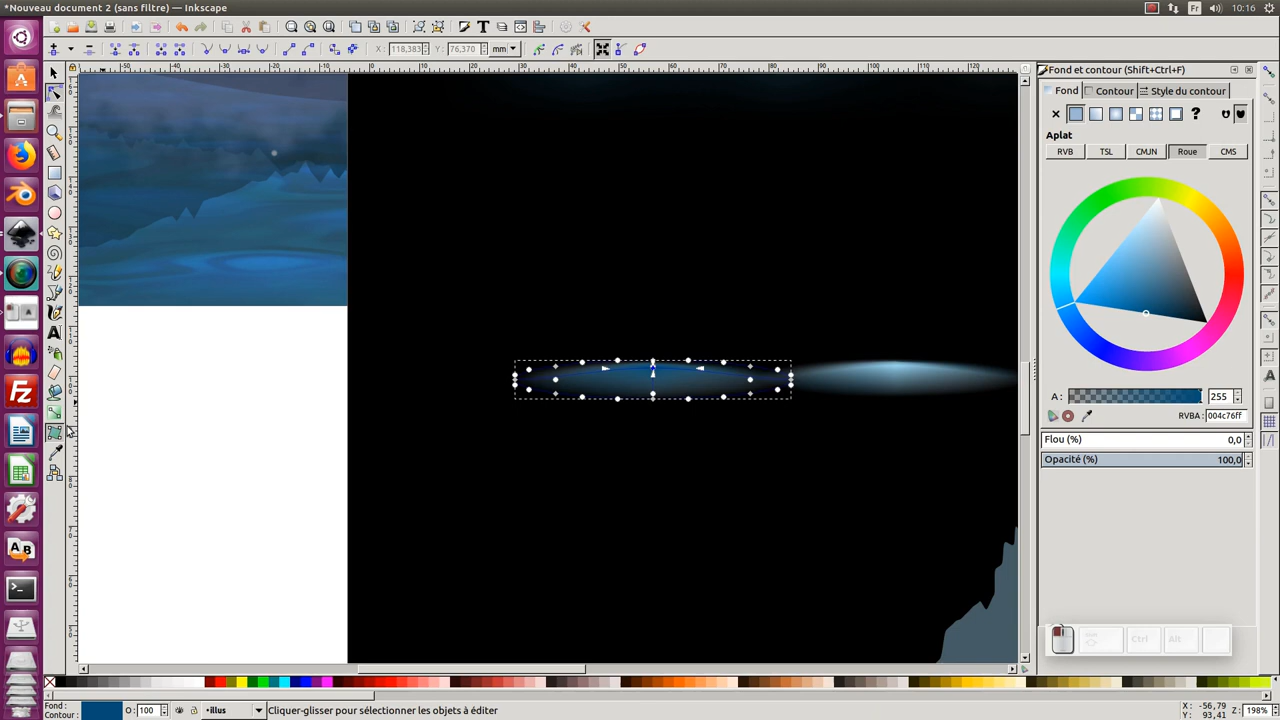 *Nouveau document 2 (sans filtre) — Inkscape
Fr 10:16
X : 118,383 Y : 76,370 mm
Fond et contour (Shift+Ctrl+F)
Fond Contour Style du contour
?
Aplat
RVB TSL CMJN Roue CMS
A : 255
RVBA : 004c76ff
Flou (%) 0,0
Opacité (%) 100,0
Ctrl Alt
Fond :
Contour :
O : 100
•illus
Cliquer-glisser pour sélectionner les objets à éditer
X : -56,79
Y : 93,41
Z : 198%